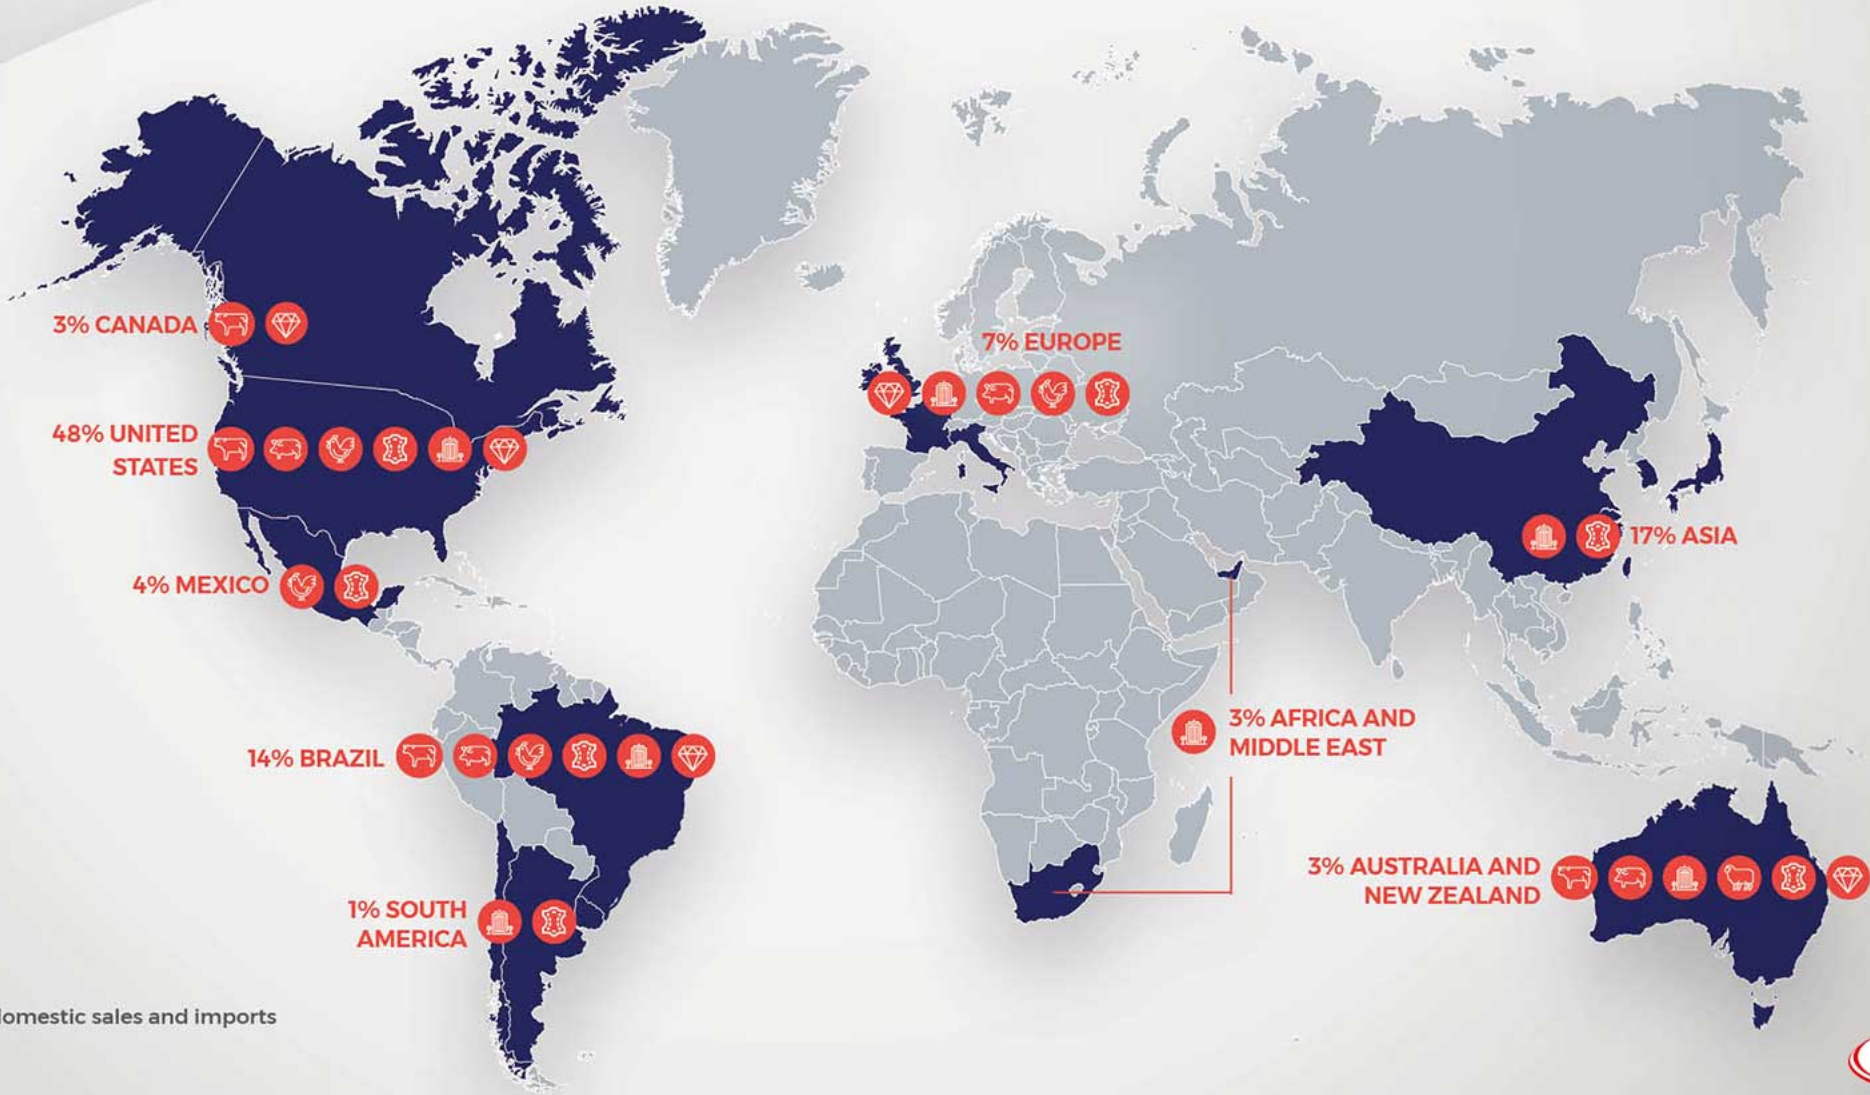 3% CANADA
7% EUROPE
48% UNITED
STATES
17% ASIA
4% MEXICO
3% AFRICA AND
MIDDLE EAST
14% BRAZIL
3% AUSTRALIA AND
NEW ZEALAND
1% SOUTH
AMERICA
sales and imports